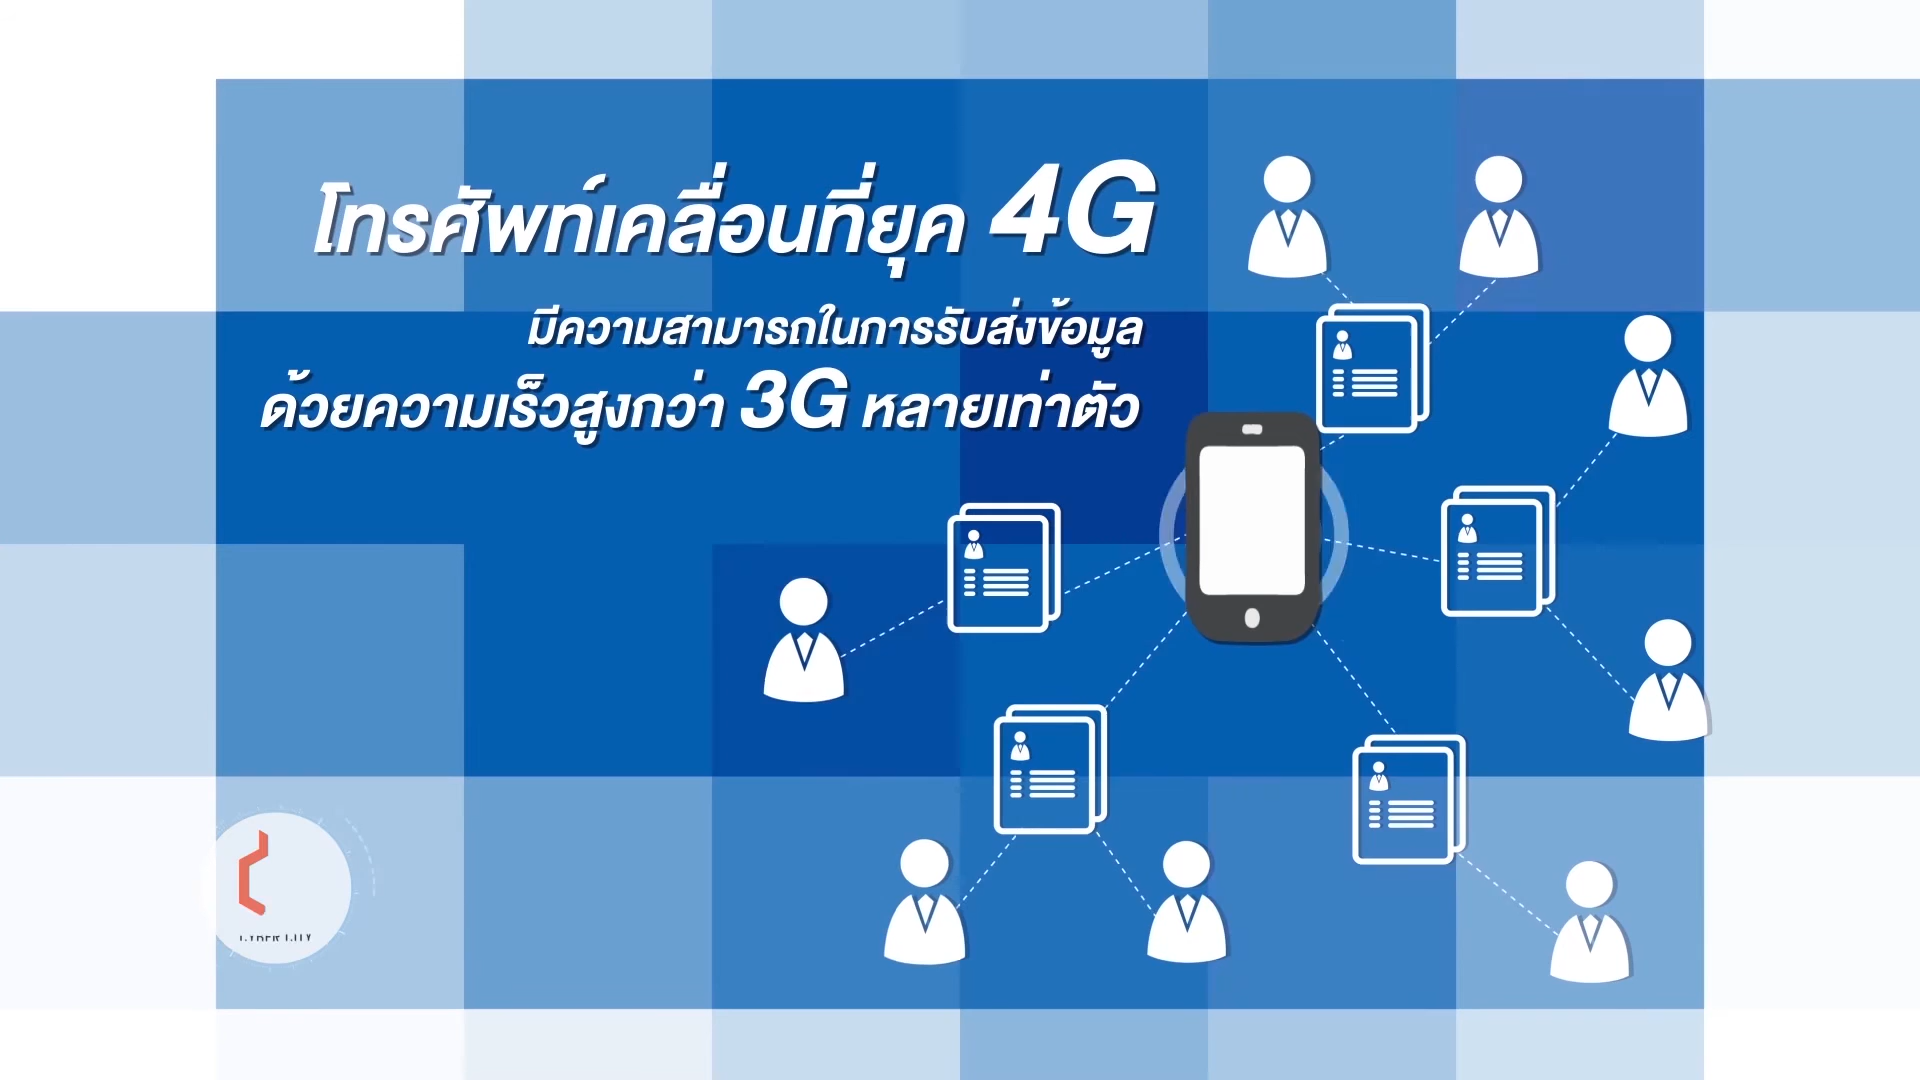 โทรศัพท์เคลื่อนที่ยุค 4G
มีความสามารถในการรับส่งข้อมูล
ด้วยความเร็วสูงกว่า 3G หลายเท่าตัว